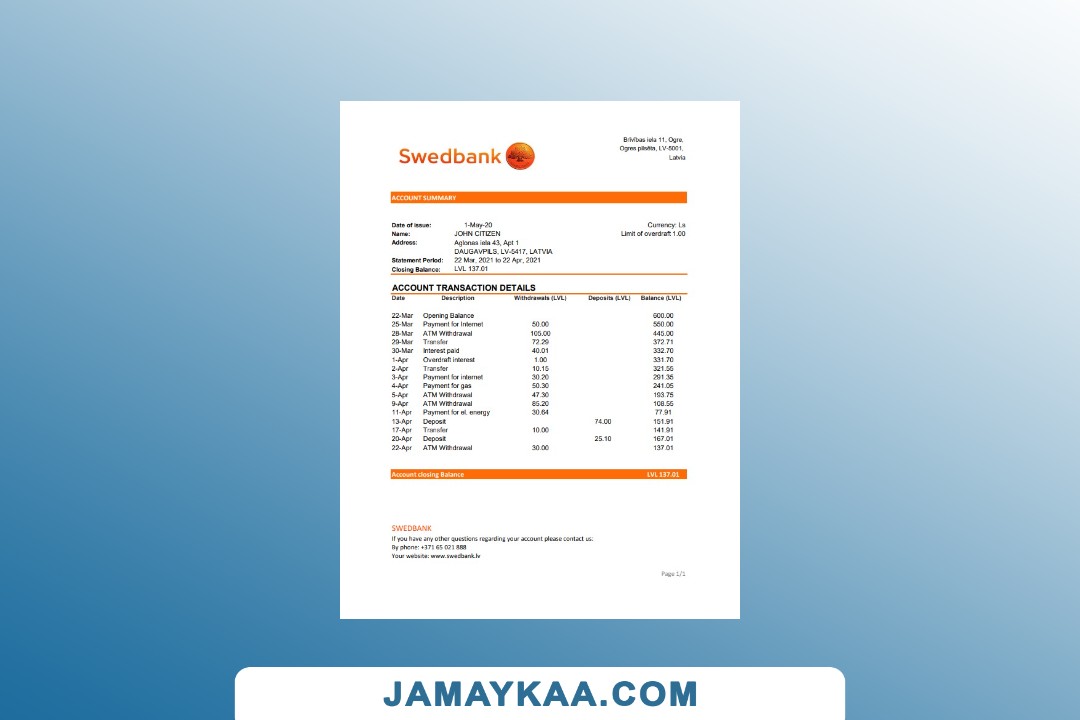 Swedbank
Brīvības iela 11, Ogre,
Ogres pilsēta, LV-5001,
Latvia
ACCOUNT SUMMARY
Date of issue: 1-May-20
Currency: Ls
Name: JOHN CITIZEN
Limit of overdraft 1.00
Address: Aglonas iela 43, Apt 1
DAUGAVPILS, LV-5417, LATVIA
Statement Period: 22 Mar, 2021 to 22 Apr, 2021
Closing Balance: LVL 137.01
ACCOUNT TRANSACTION DETAILS
Date Description Withdrawals (LVL) Deposits (LVL) Balance (LVL)
22-Mar Opening Balance 600.00
25-Mar Payment for Internet 50.00 550.00
28-Mar ATM Withdrawal 105.00 445.00
29-Mar Transfer 72.29 372.71
30-Mar Interest paid 40.01 332.70
1-Apr Overdraft interest 1.00 331.70
2-Apr Transfer 10.15 321.55
3-Apr Payment for internet 30.20 291.35
4-Apr Payment for gas 50.30 241.05
5-Apr ATM Withdrawal 47.30 193.75
9-Apr ATM Withdrawal 85.20 108.55
11-Apr Payment for el. energy 30.64 77.91
13-Apr Deposit 74.00 151.91
17-Apr Transfer 10.00 141.91
20-Apr Deposit 25.10 167.01
22-Apr ATM Withdrawal 30.00 137.01
Account closing Balance LVL 137.01
SWEDBANK
If you have any other questions regarding your account please contact us:
By phone: +371 65 021 888
Your website: www.swedbank.lv
Page 1/1
JAMAYKAA.COM